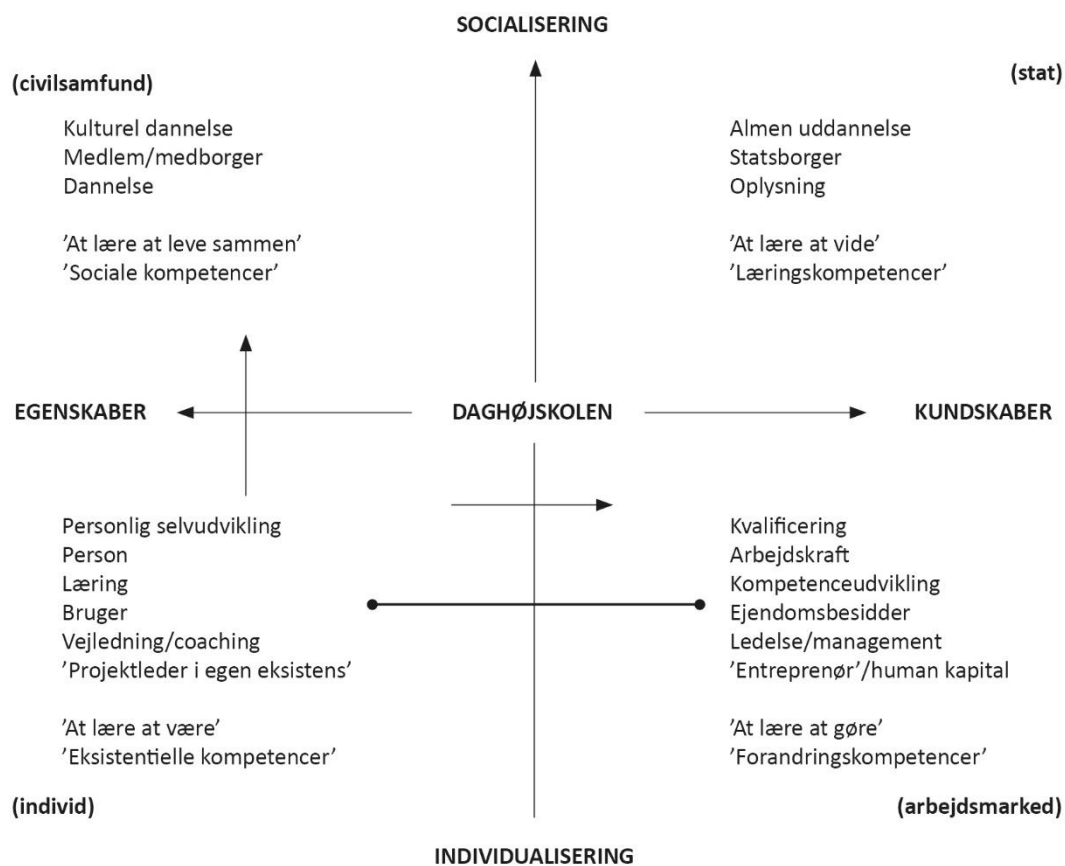 SOCIALISERING
(civilsamfund)
Kulturel dannelse
Medlem/medborger
Dannelse
’At lære at leve sammen’
’Sociale kompetencer’
(stat)
Almen uddannelse
Statsborger
Oplysning
’At lære at vide’
’Læringskompetencer’
EGENSKABER
DAGHØJSKOLEN
KUNDSKABER
Personlig selvudvikling
Person
Læring
Bruger
Vejledning/coaching
’Projektleder i egen eksistens’
’At lære at være’
’Eksistentielle kompetencer’
(individ)
Kvalificering
Arbejdskraft
Kompetenceudvikling
Ejendomsbesidder
Ledelse/management
’Entreprenør’/human kapital
’At lære at gøre’
’Forandringskompetencer’
(arbejdsmarked)
INDIVIDUALISERING